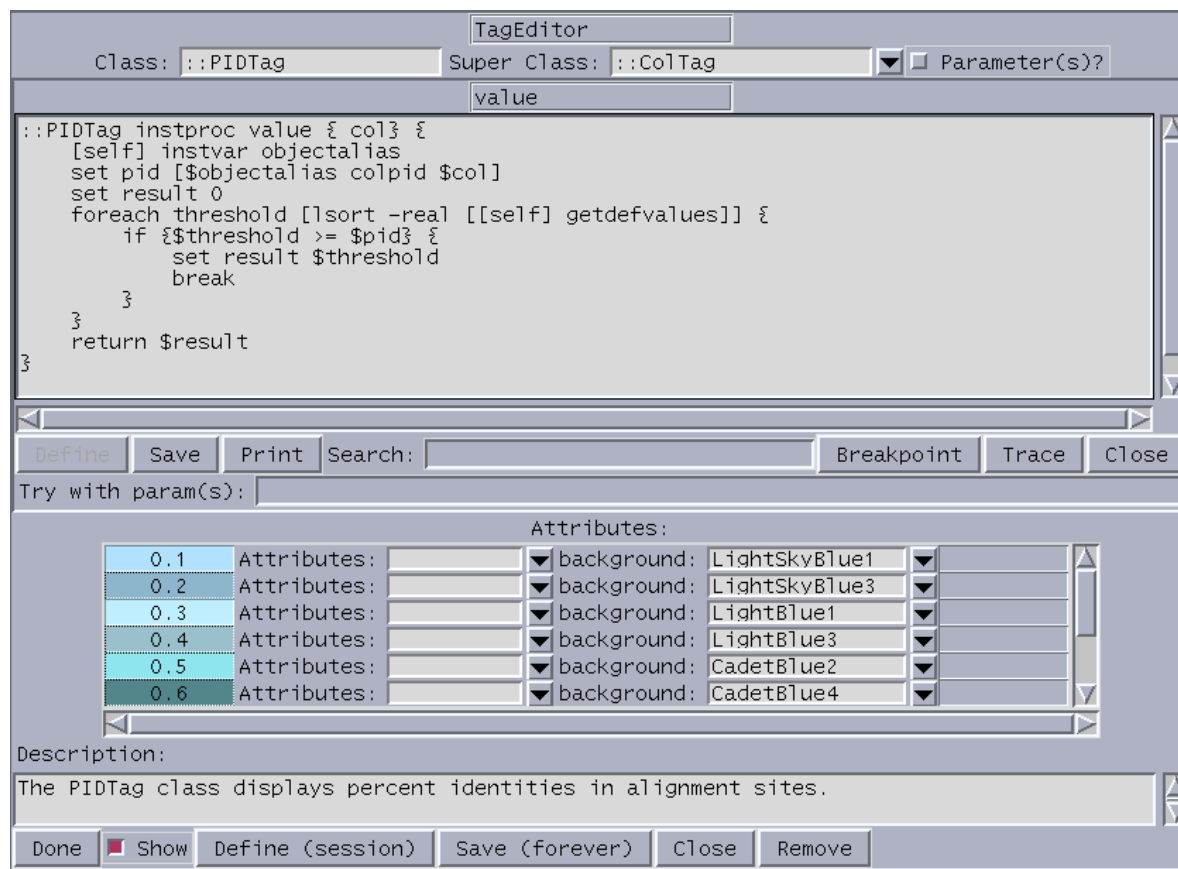 TagEditor
Class: ::PIDTag Super Class: ::ColTag Parameter(s)?
value
::PIDTag instproc value { col} {
    [self] instvar objectalias
    set pid [$objectalias colpid $col]
    set result 0
    foreach threshold [lsort -real [[self] getdefvalues]] {
        if {$threshold >= $pid} {
            set result $threshold
            break
        }
    }
    return $result
}
Define Save Print Search: Breakpoint Trace Close
Try with param(s):
Attributes:
0.1 Attributes: background: LightSkyBlue1
0.2 Attributes: background: LightSkyBlue3
0.3 Attributes: background: LightBlue1
0.4 Attributes: background: LightBlue3
0.5 Attributes: background: CadetBlue2
0.6 Attributes: background: CadetBlue4
Description:
The PIDTag class displays percent identities in alignment sites.
Done Show Define (session) Save (forever) Close Remove